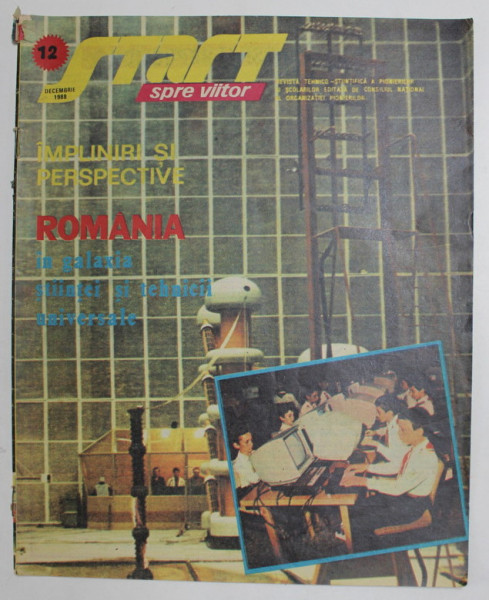 12
DECEMBRIE
1988
START
spre viitor
REVISTA TEHNICO-ȘTIINȚIFICĂ A PIONIERILOR
ȘI ȘCOLARILOR EDITATĂ DE CONSILIUL NAȚIONAL
AL ORGANIZAȚIEI PIONIERILOR
ÎMPLINIRI ȘI
PERSPECTIVE
ROMÂNIA
în galaxia
științei și tehnicii
universale